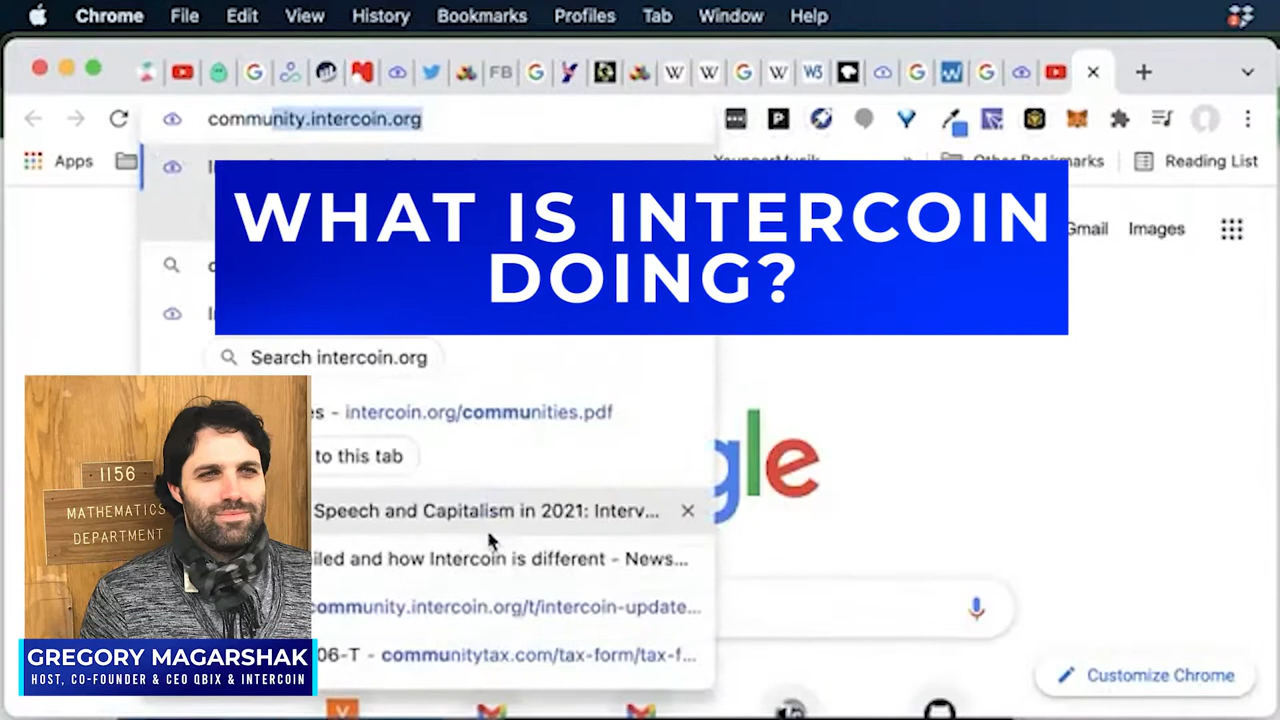 Chrome File Edit View History Bookmarks Profiles Tab Window Help
FB
community.intercoin.org
Apps
Other Bookmarks
Reading List
WHAT IS INTERCOIN
DOING?
Gmail Images
Search intercoin.org
intercoin.org/communities.pdf
to this tab
Speech and Capitalism in 2021: Interv...
iled and how Intercoin is different - News...
community.intercoin.org/t/intercoin-update...
06-T - communitytax.com/tax-form/tax-f...
gle
1156
MATHEMATICS
DEPARTMENT
GREGORY MAGARSHAK
HOST, CO-FOUNDER & CEO QBIX & INTERCOIN
Customize Chrome